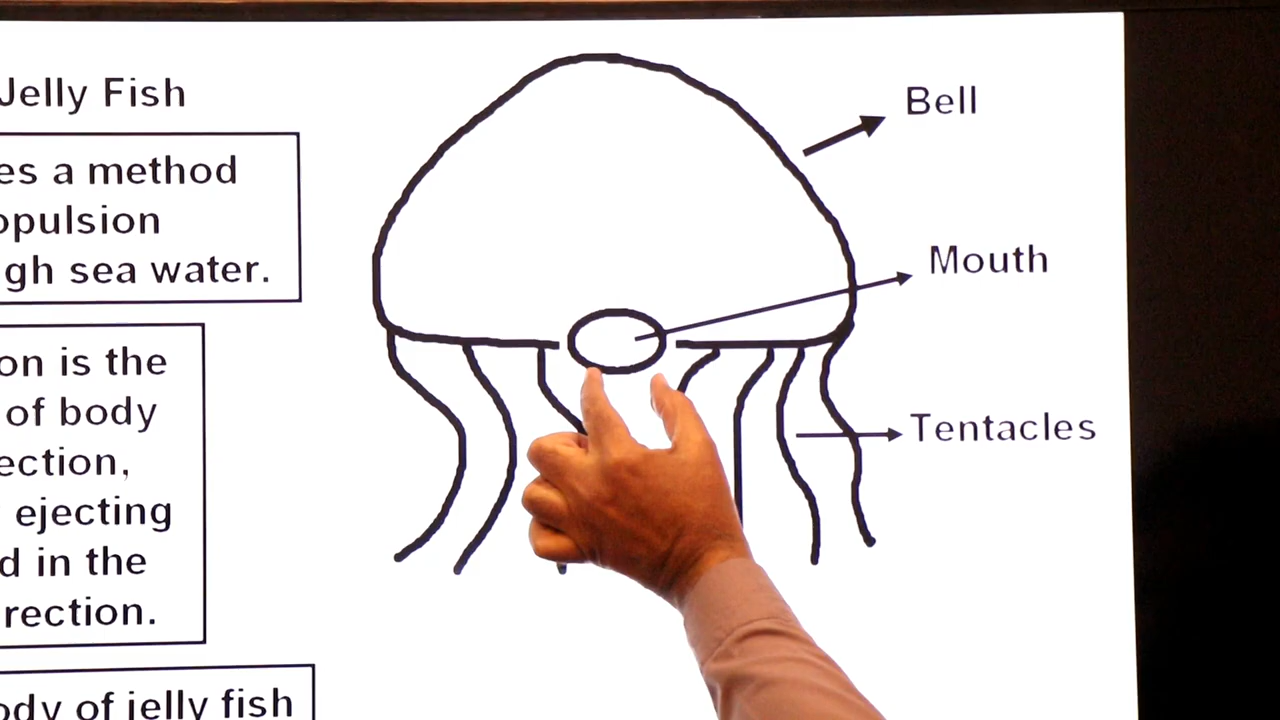 Jelly Fish
es a method
opulsion
gh sea water.
on is the
of body
ection,
ejecting
d in the
rection.
ody of jelly fish
Bell
Mouth
Tentacles